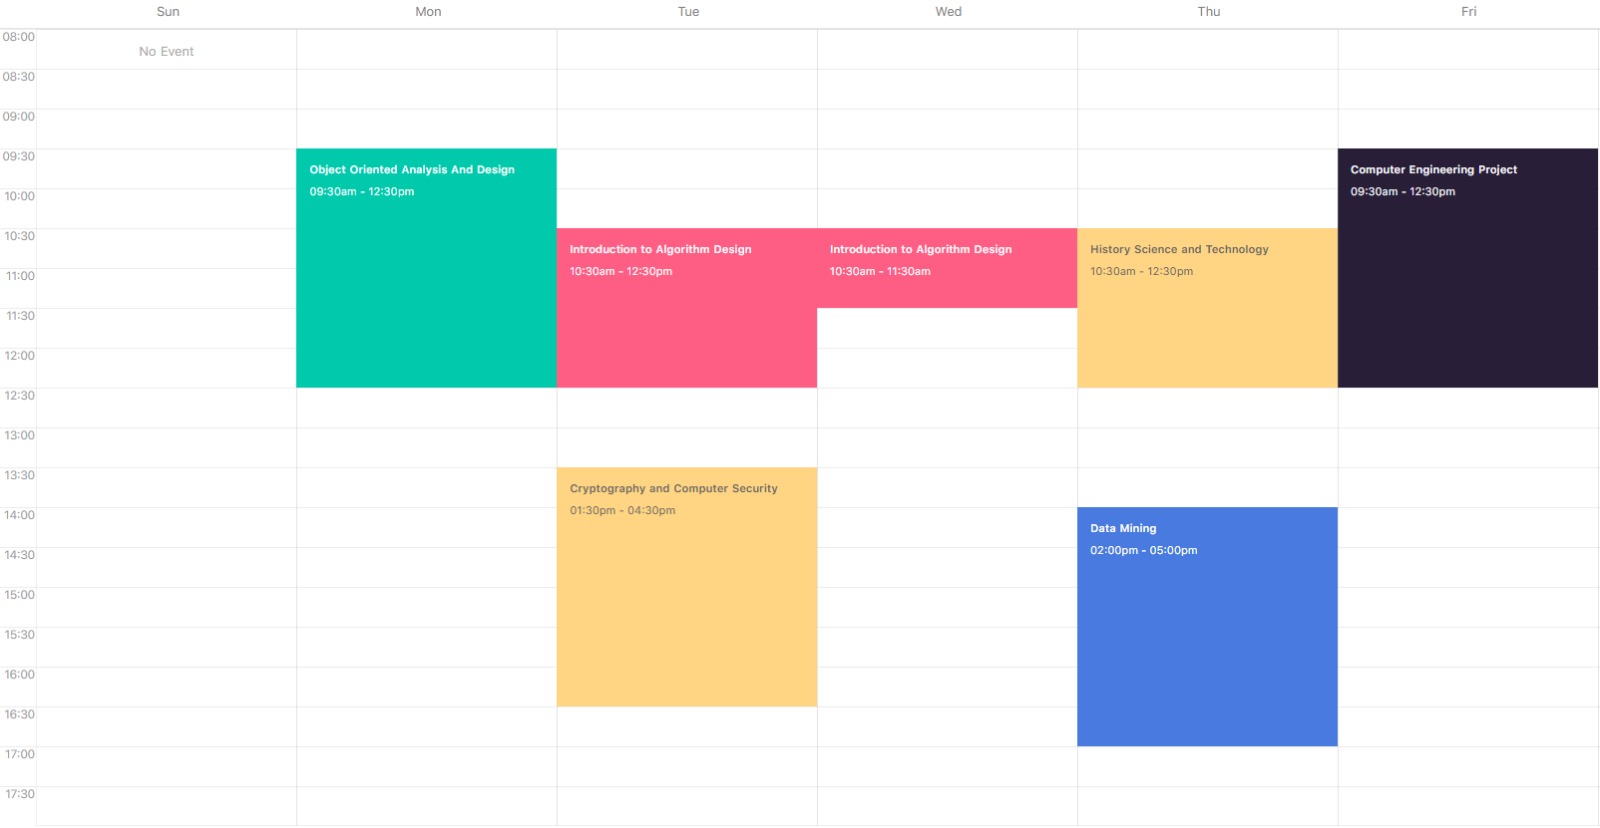 Sun Mon Tue Wed Thu Fri
08:00
No Event
08:30
09:00
09:30
Object Oriented Analysis And Design
09:30am - 12:30pm
Computer Engineering Project
09:30am - 12:30pm
10:00
10:30
Introduction to Algorithm Design
10:30am - 12:30pm
Introduction to Algorithm Design
10:30am - 11:30am
History Science and Technology
10:30am - 12:30pm
11:00
11:30
12:00
12:30
13:00
13:30
Cryptography and Computer Security
01:30pm - 04:30pm
14:00
Data Mining
02:00pm - 05:00pm
14:30
15:00
15:30
16:00
16:30
17:00
17:30